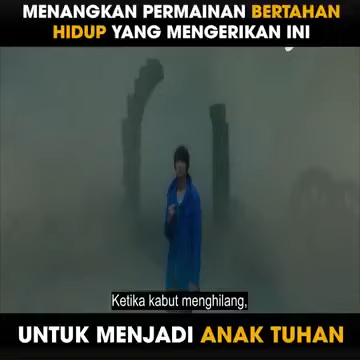 MENANGKAN PERMAINAN BERTAHAN
HIDUP YANG MENGERIKAN INI
Ketika kabut menghilang,
UNTUK MENJADI ANAK TUHAN